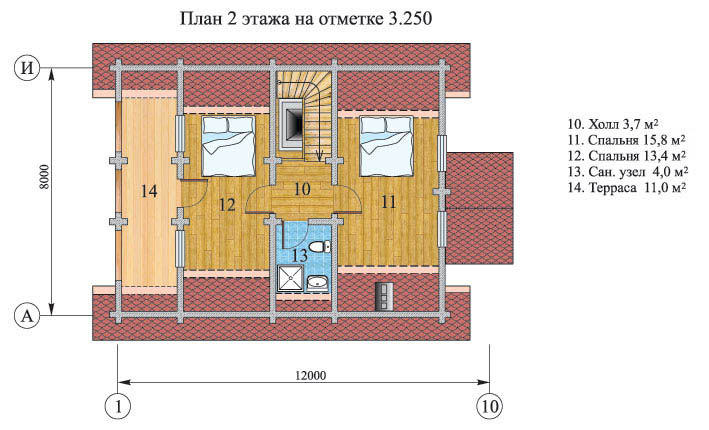 План 2 этажа на отметке 3.250
И
8000
14
12
10
11
13
А
12000
1
10
10. Холл 3,7 м²
11. Спальня 15,8 м²
12. Спальня 13,4 м²
13. Сан. узел 4,0 м²
14. Терраса 11,0 м²